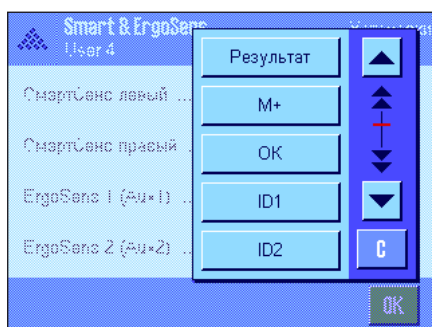 Smart & ErgoSens
User 4
Результат
СмартСенс левый ...
M+
СмартСенс правый .
OK
ErgoSens 1 (Aux1) ...
ID1
ErgoSens 2 (Aux2) ..
ID2
C
OK